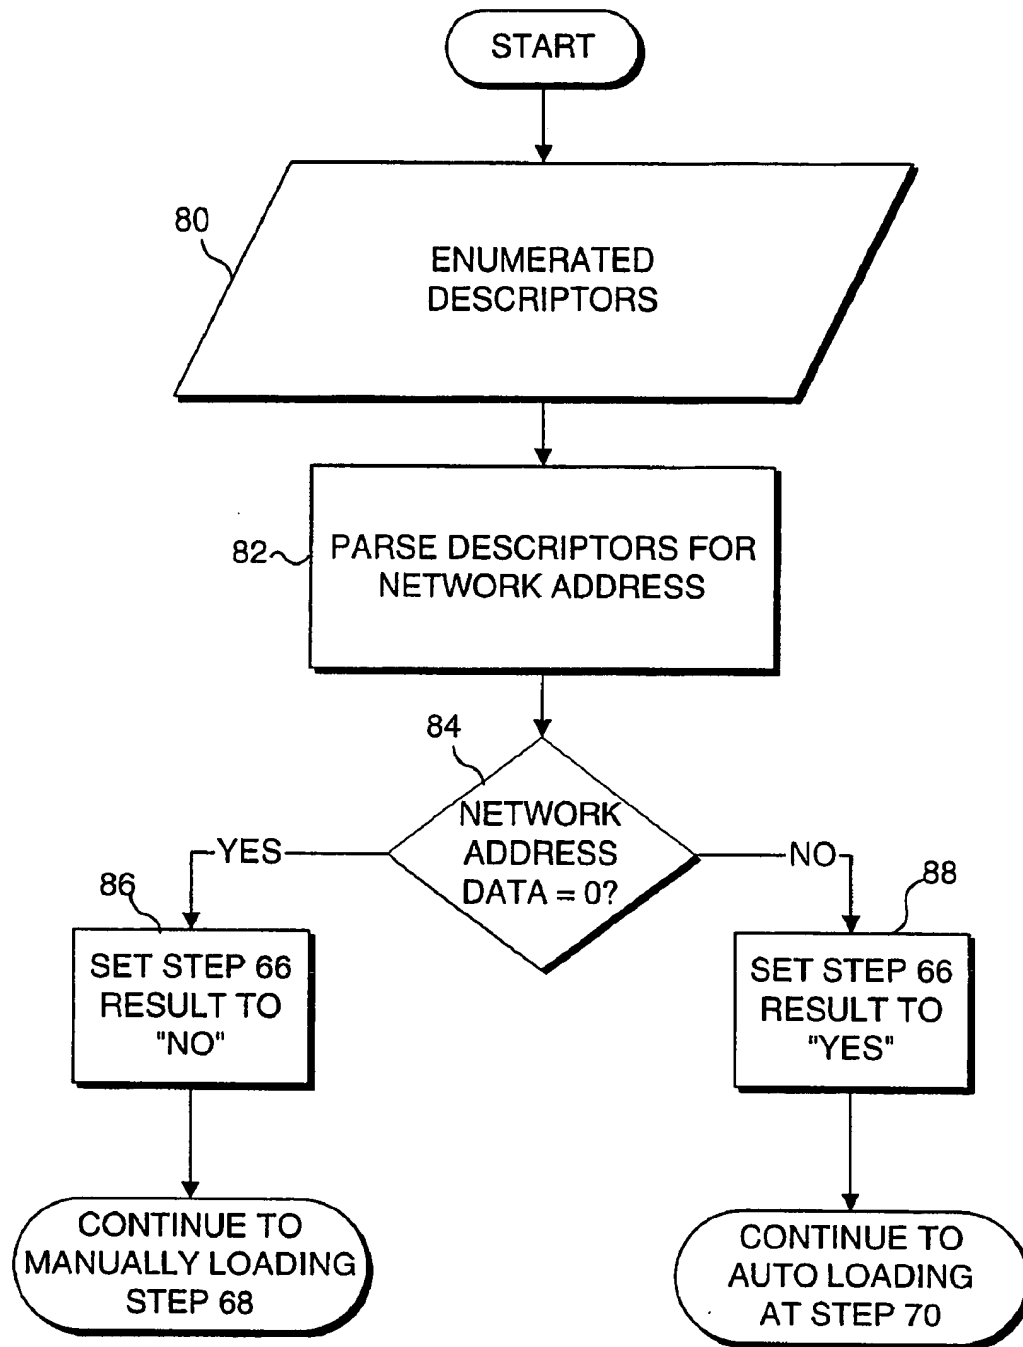 START
80
ENUMERATED
DESCRIPTORS
82
PARSE DESCRIPTORS FOR
NETWORK ADDRESS
84
NETWORK
ADDRESS
DATA = 0?
YES
NO
86
SET STEP 66
RESULT TO
"NO"
88
SET STEP 66
RESULT TO
"YES"
CONTINUE TO
MANUALLY LOADING
STEP 68
CONTINUE TO
AUTO LOADING
AT STEP 70